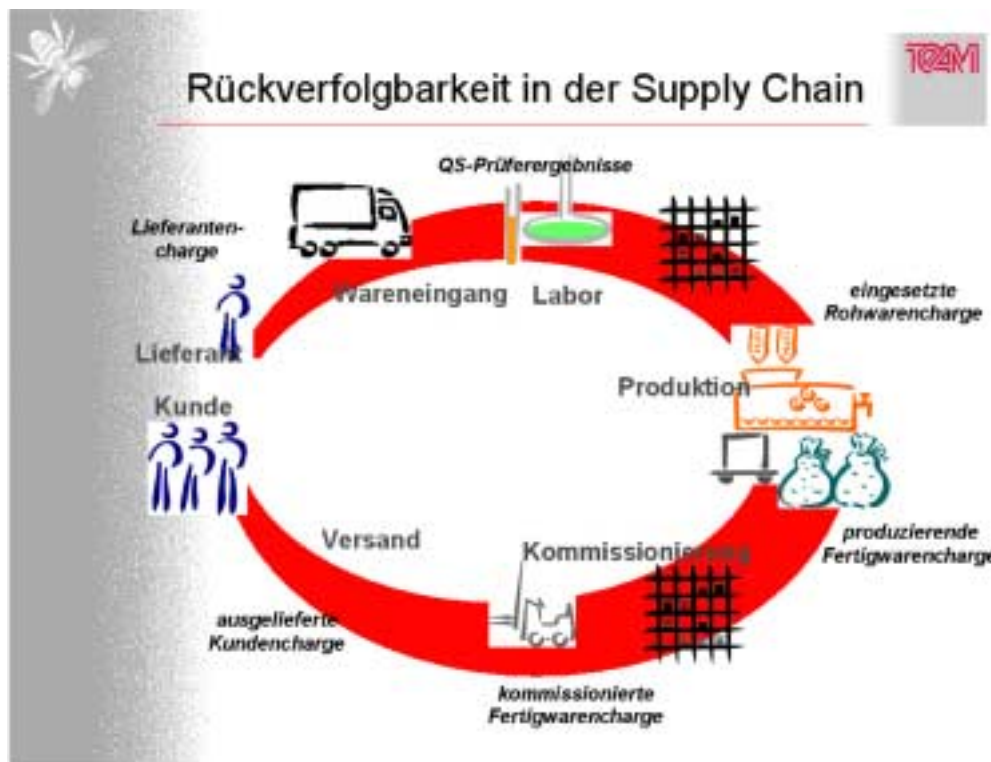 TEAM
Rückverfolgbarkeit in der Supply Chain
QS-Prüferergebnisse
Lieferanten-
charge
Wareneingang
Labor
eingesetzte
Rohwarencharge
Lieferant
Produktion
Kunde
produzierende
Fertigwarencharge
Versand
Kommissionierung
ausgelieferte
Kundencharge
kommissionierte
Fertigwarencharge